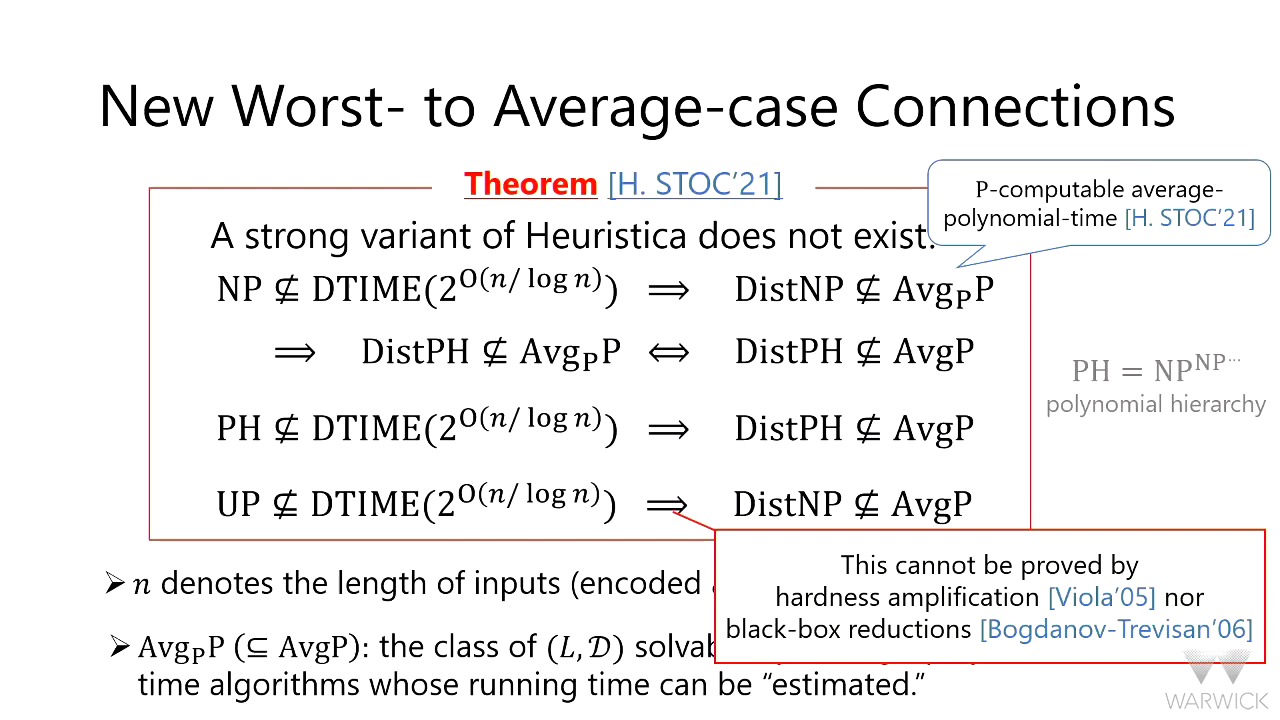 New Worst- to Average-case Connections
Theorem [H. STOC’21]
P-computable average-
polynomial-time [H. STOC’21]
A strong variant of Heuristica does not exist.
NP ⊈ DTIME(2^{O(n/ log n)}) ⟹ DistNP ⊈ Avg_P P
⟹ DistPH ⊈ Avg_P P ⟺ DistPH ⊈ AvgP
PH ⊈ DTIME(2^{O(n/ log n)}) ⟹ DistPH ⊈ AvgP
UP ⊈ DTIME(2^{O(n/ log n)}) ⟹ DistNP ⊈ AvgP
PH = NP^{NP^{⋯}}
polynomial hierarchy
This cannot be proved by
hardness amplification [Viola’05] nor
black-box reductions [Bogdanov-Trevisan’06]
➢ n denotes the length of inputs (encoded
➢ Avg_P P (⊆ AvgP): the class of (L, 𝒟)
time algorithms whose running time can be “estimated.”
WARWICK